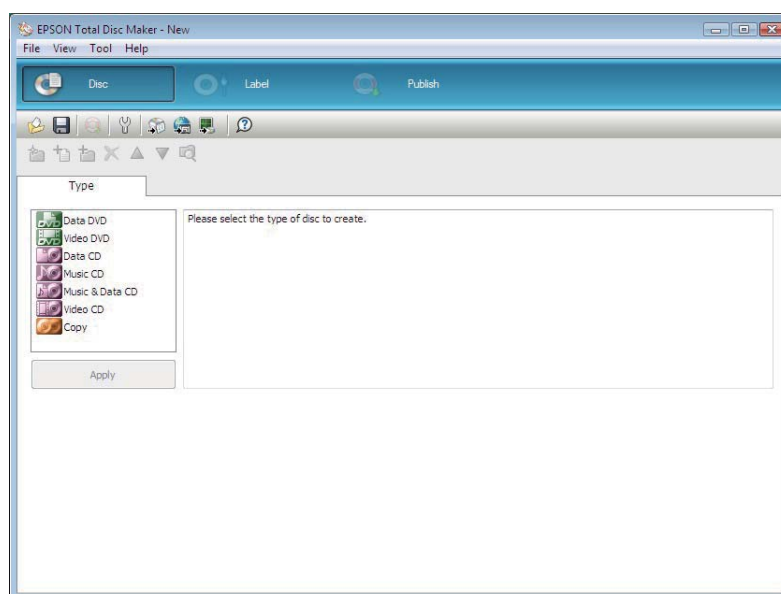 EPSON Total Disc Maker - New
File View Tool Help
Disc Label Publish
Type
Data DVD
Video DVD
Data CD
Music CD
Music & Data CD
Video CD
Copy
Please select the type of disc to create.
Apply